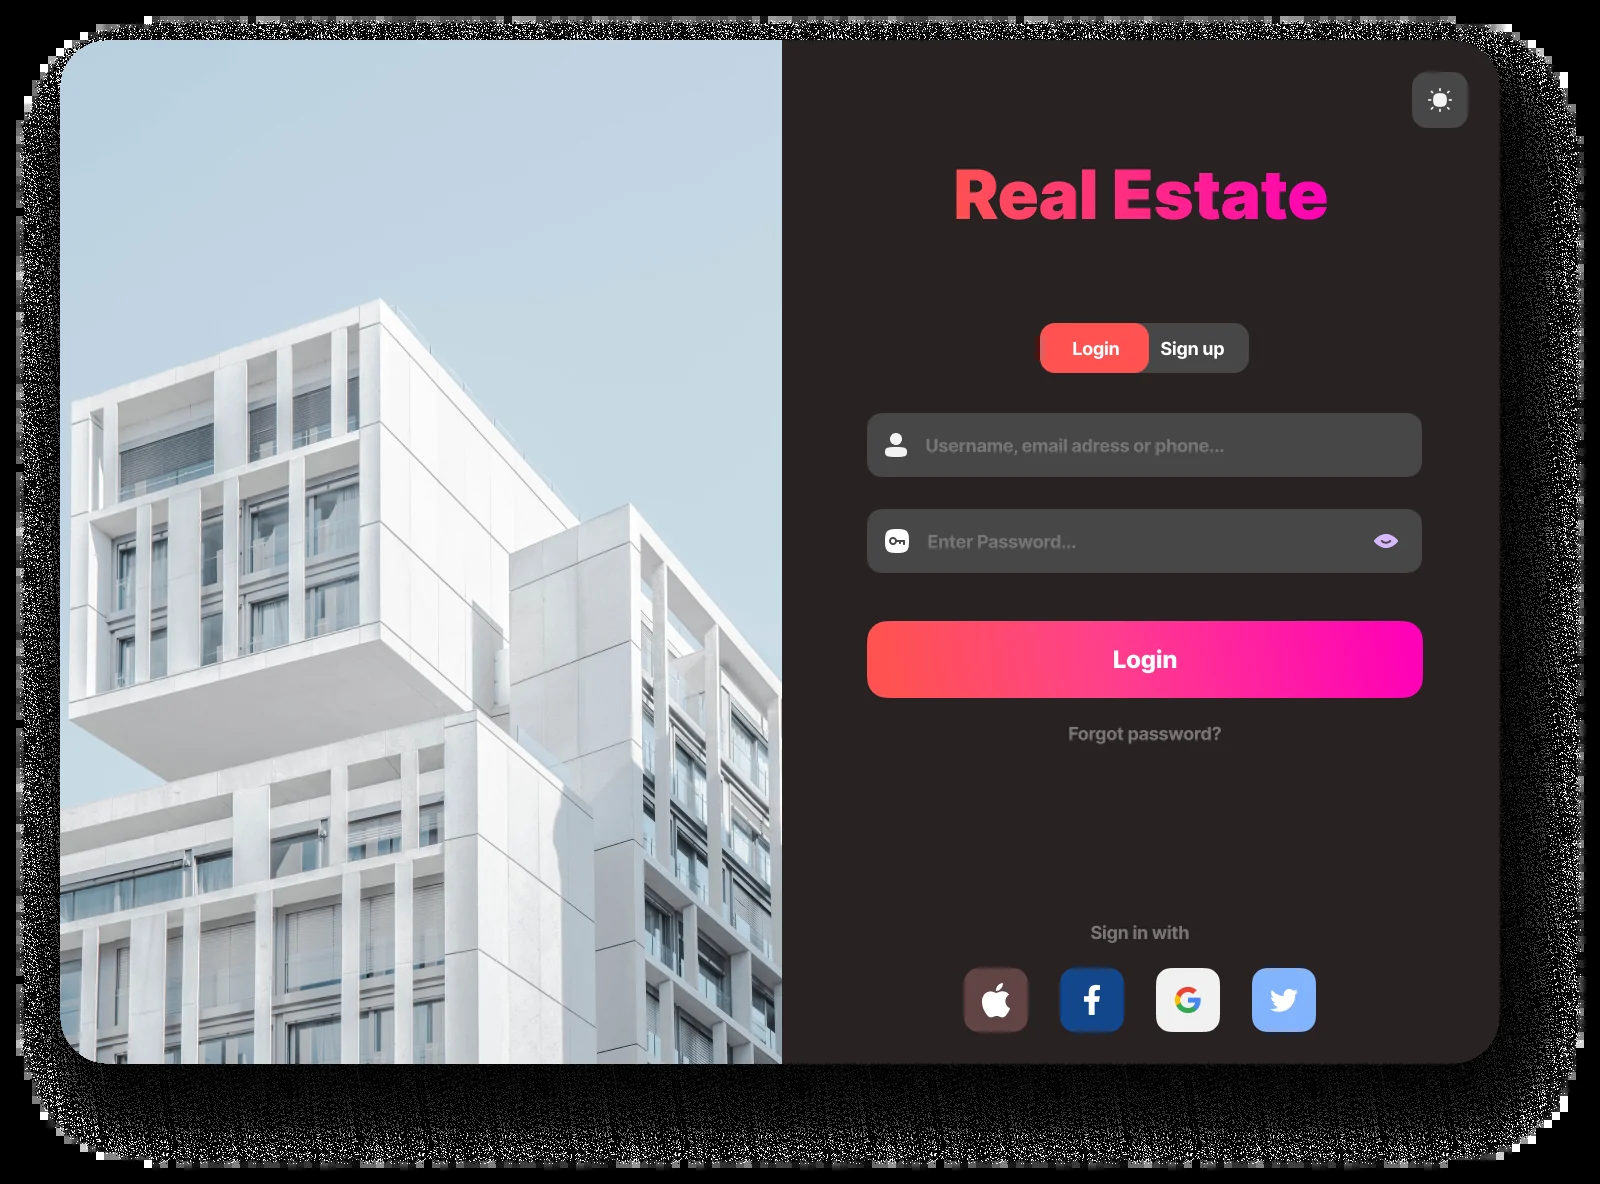 Real Estate
Login
Sign up
Username, email adress or phone...
Enter Password...
Login
Forgot password?
Sign in with